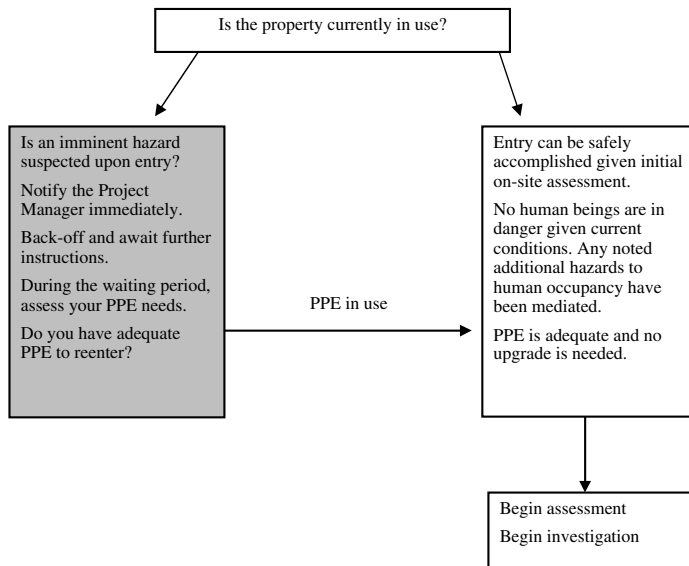 Is the property currently in use?
Is an imminent hazard
suspected upon entry?
Notify the Project
Manager immediately.
Back-off and await further
instructions.
During the waiting period,
assess your PPE needs.
Do you have adequate
PPE to reenter?
PPE in use
Entry can be safely
accomplished given initial
on-site assessment.
No human beings are in
danger given current
conditions. Any noted
additional hazards to
human occupancy have
been mediated.
PPE is adequate and no
upgrade is needed.
Begin assessment
Begin investigation